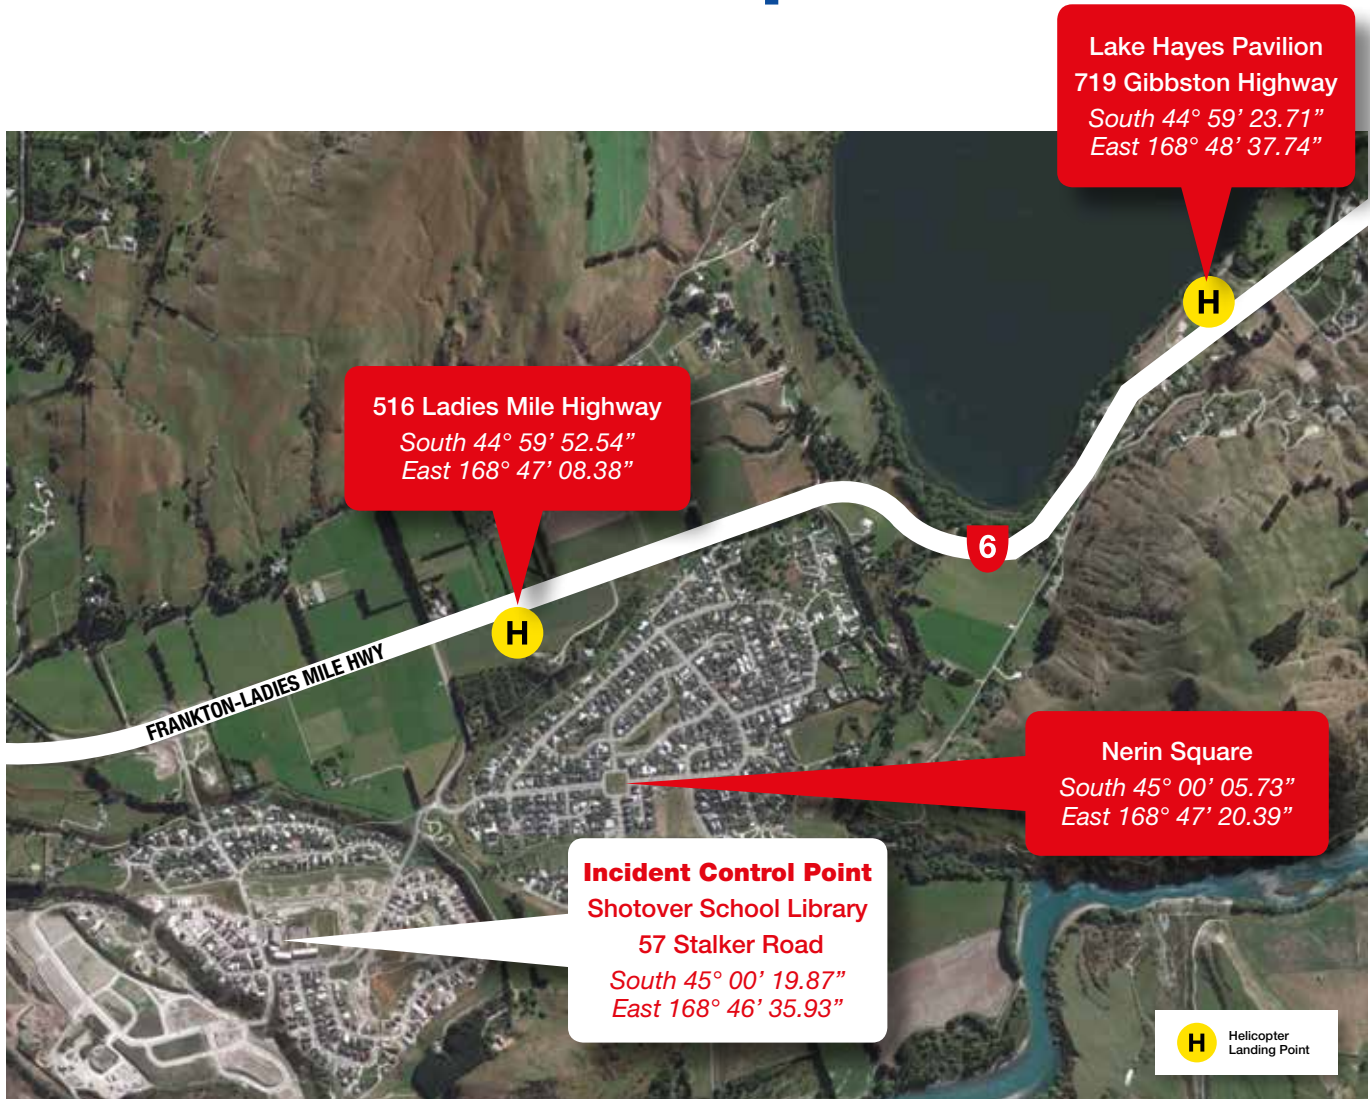 Lake Hayes Pavilion
719 Gibbston Highway
South 44° 59’ 23.71”
East 168° 48’ 37.74”
H
516 Ladies Mile Highway
South 44° 59’ 52.54”
East 168° 47’ 08.38”
6
H
FRANKTON-LADIES MILE HWY
Nerin Square
South 45° 00’ 05.73”
East 168° 47’ 20.39”
Incident Control Point
Shotover School Library
57 Stalker Road
South 45° 00’ 19.87”
East 168° 46’ 35.93”
H
Helicopter
Landing Point